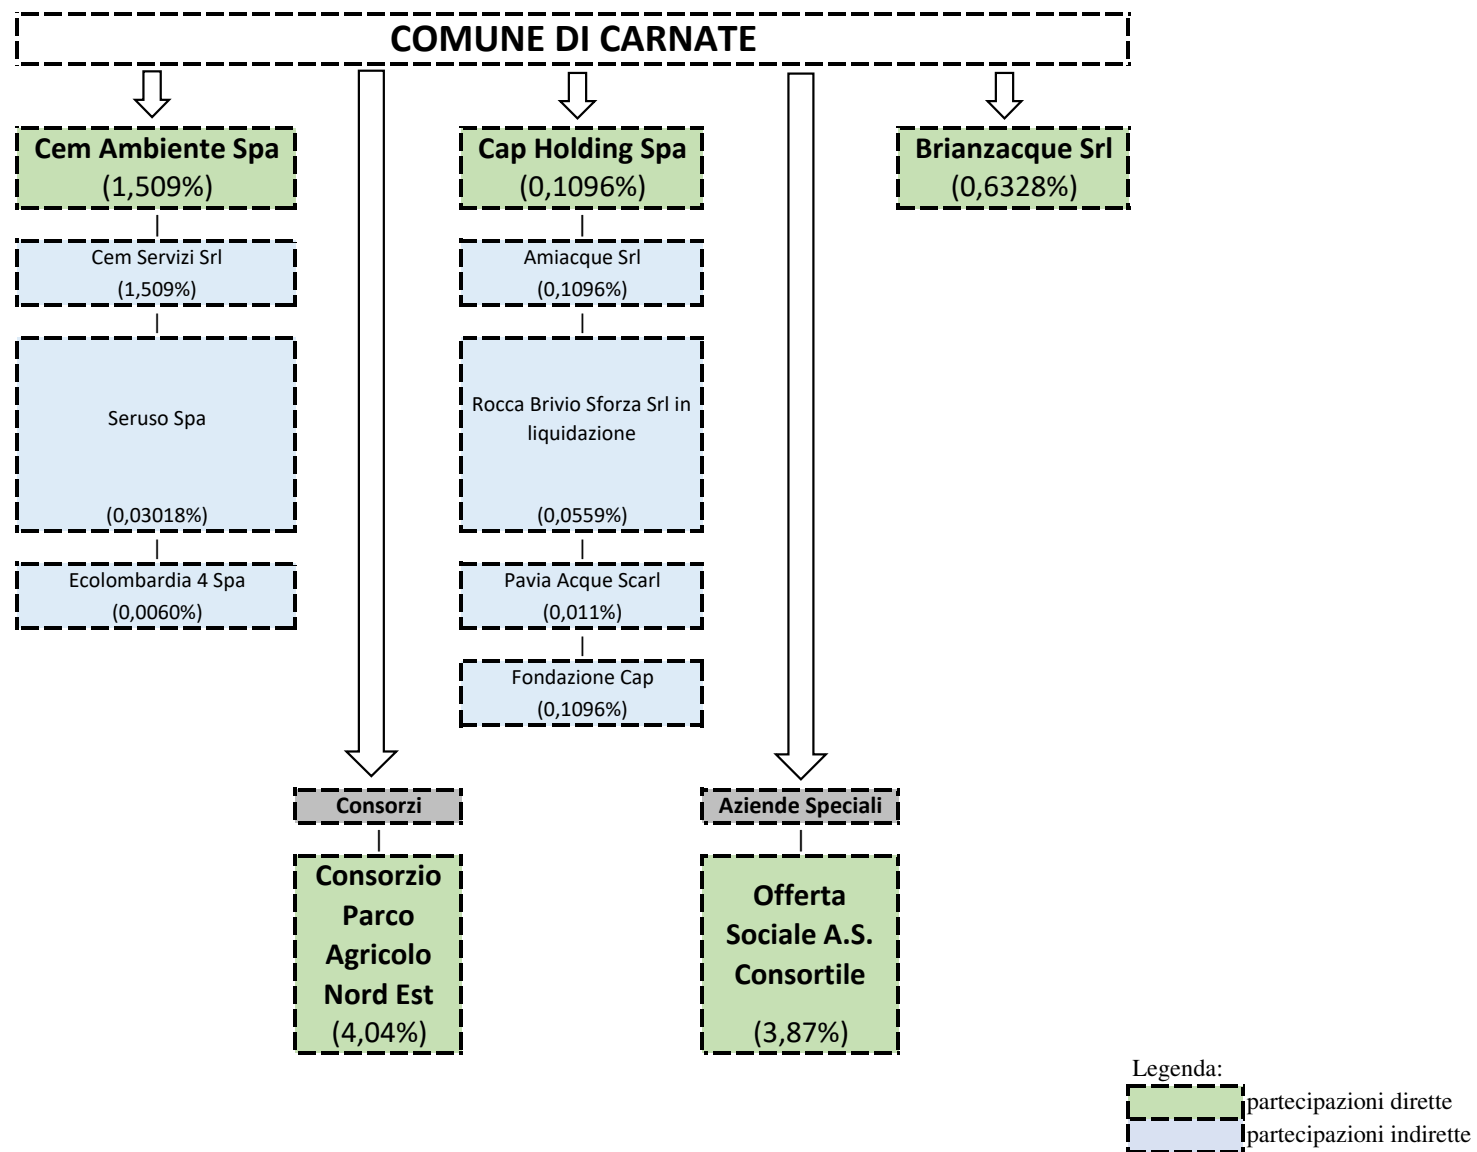 COMUNE DI CARNATE
Cem Ambiente Spa
(1,509%)
Cem Servizi Srl
(1,509%)
Seruso Spa
(0,03018%)
Ecolombardia 4 Spa
(0,0060%)
Cap Holding Spa
(0,1096%)
Amiacque Srl
(0,1096%)
Rocca Brivio Sforza Srl in
liquidazione
(0,0559%)
Pavia Acque Scarl
(0,011%)
Fondazione Cap
(0,1096%)
Brianzacque Srl
(0,6328%)
Consorzi
Consorzio
Parco
Agricolo
Nord Est
(4,04%)
Aziende Speciali
Offerta
Sociale A.S.
Consortile
(3,87%)
Legenda:
partecipazioni dirette
partecipazioni indirette